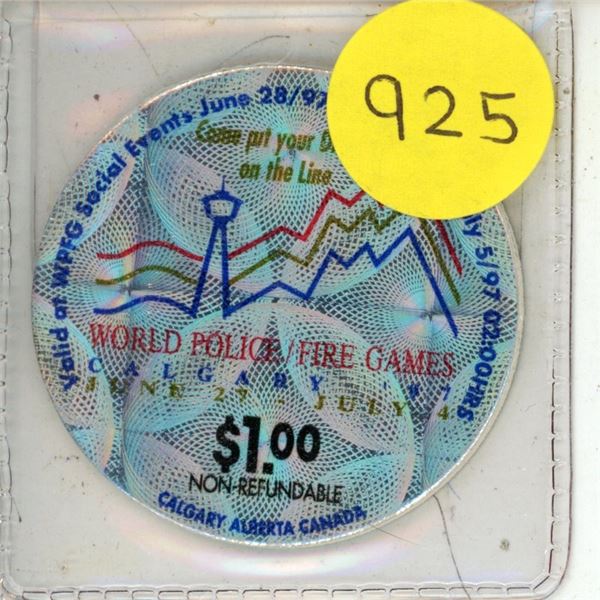 925
Valid at WPFG Social Events June 28/97
5/97 02:00HRS
Come put your
on the Line
WORLD POLICE/FIRE GAMES
CALGARY '97
JUNE 27 - JULY 4
$1.00
NON-REFUNDABLE
CALGARY ALBERTA CANADA